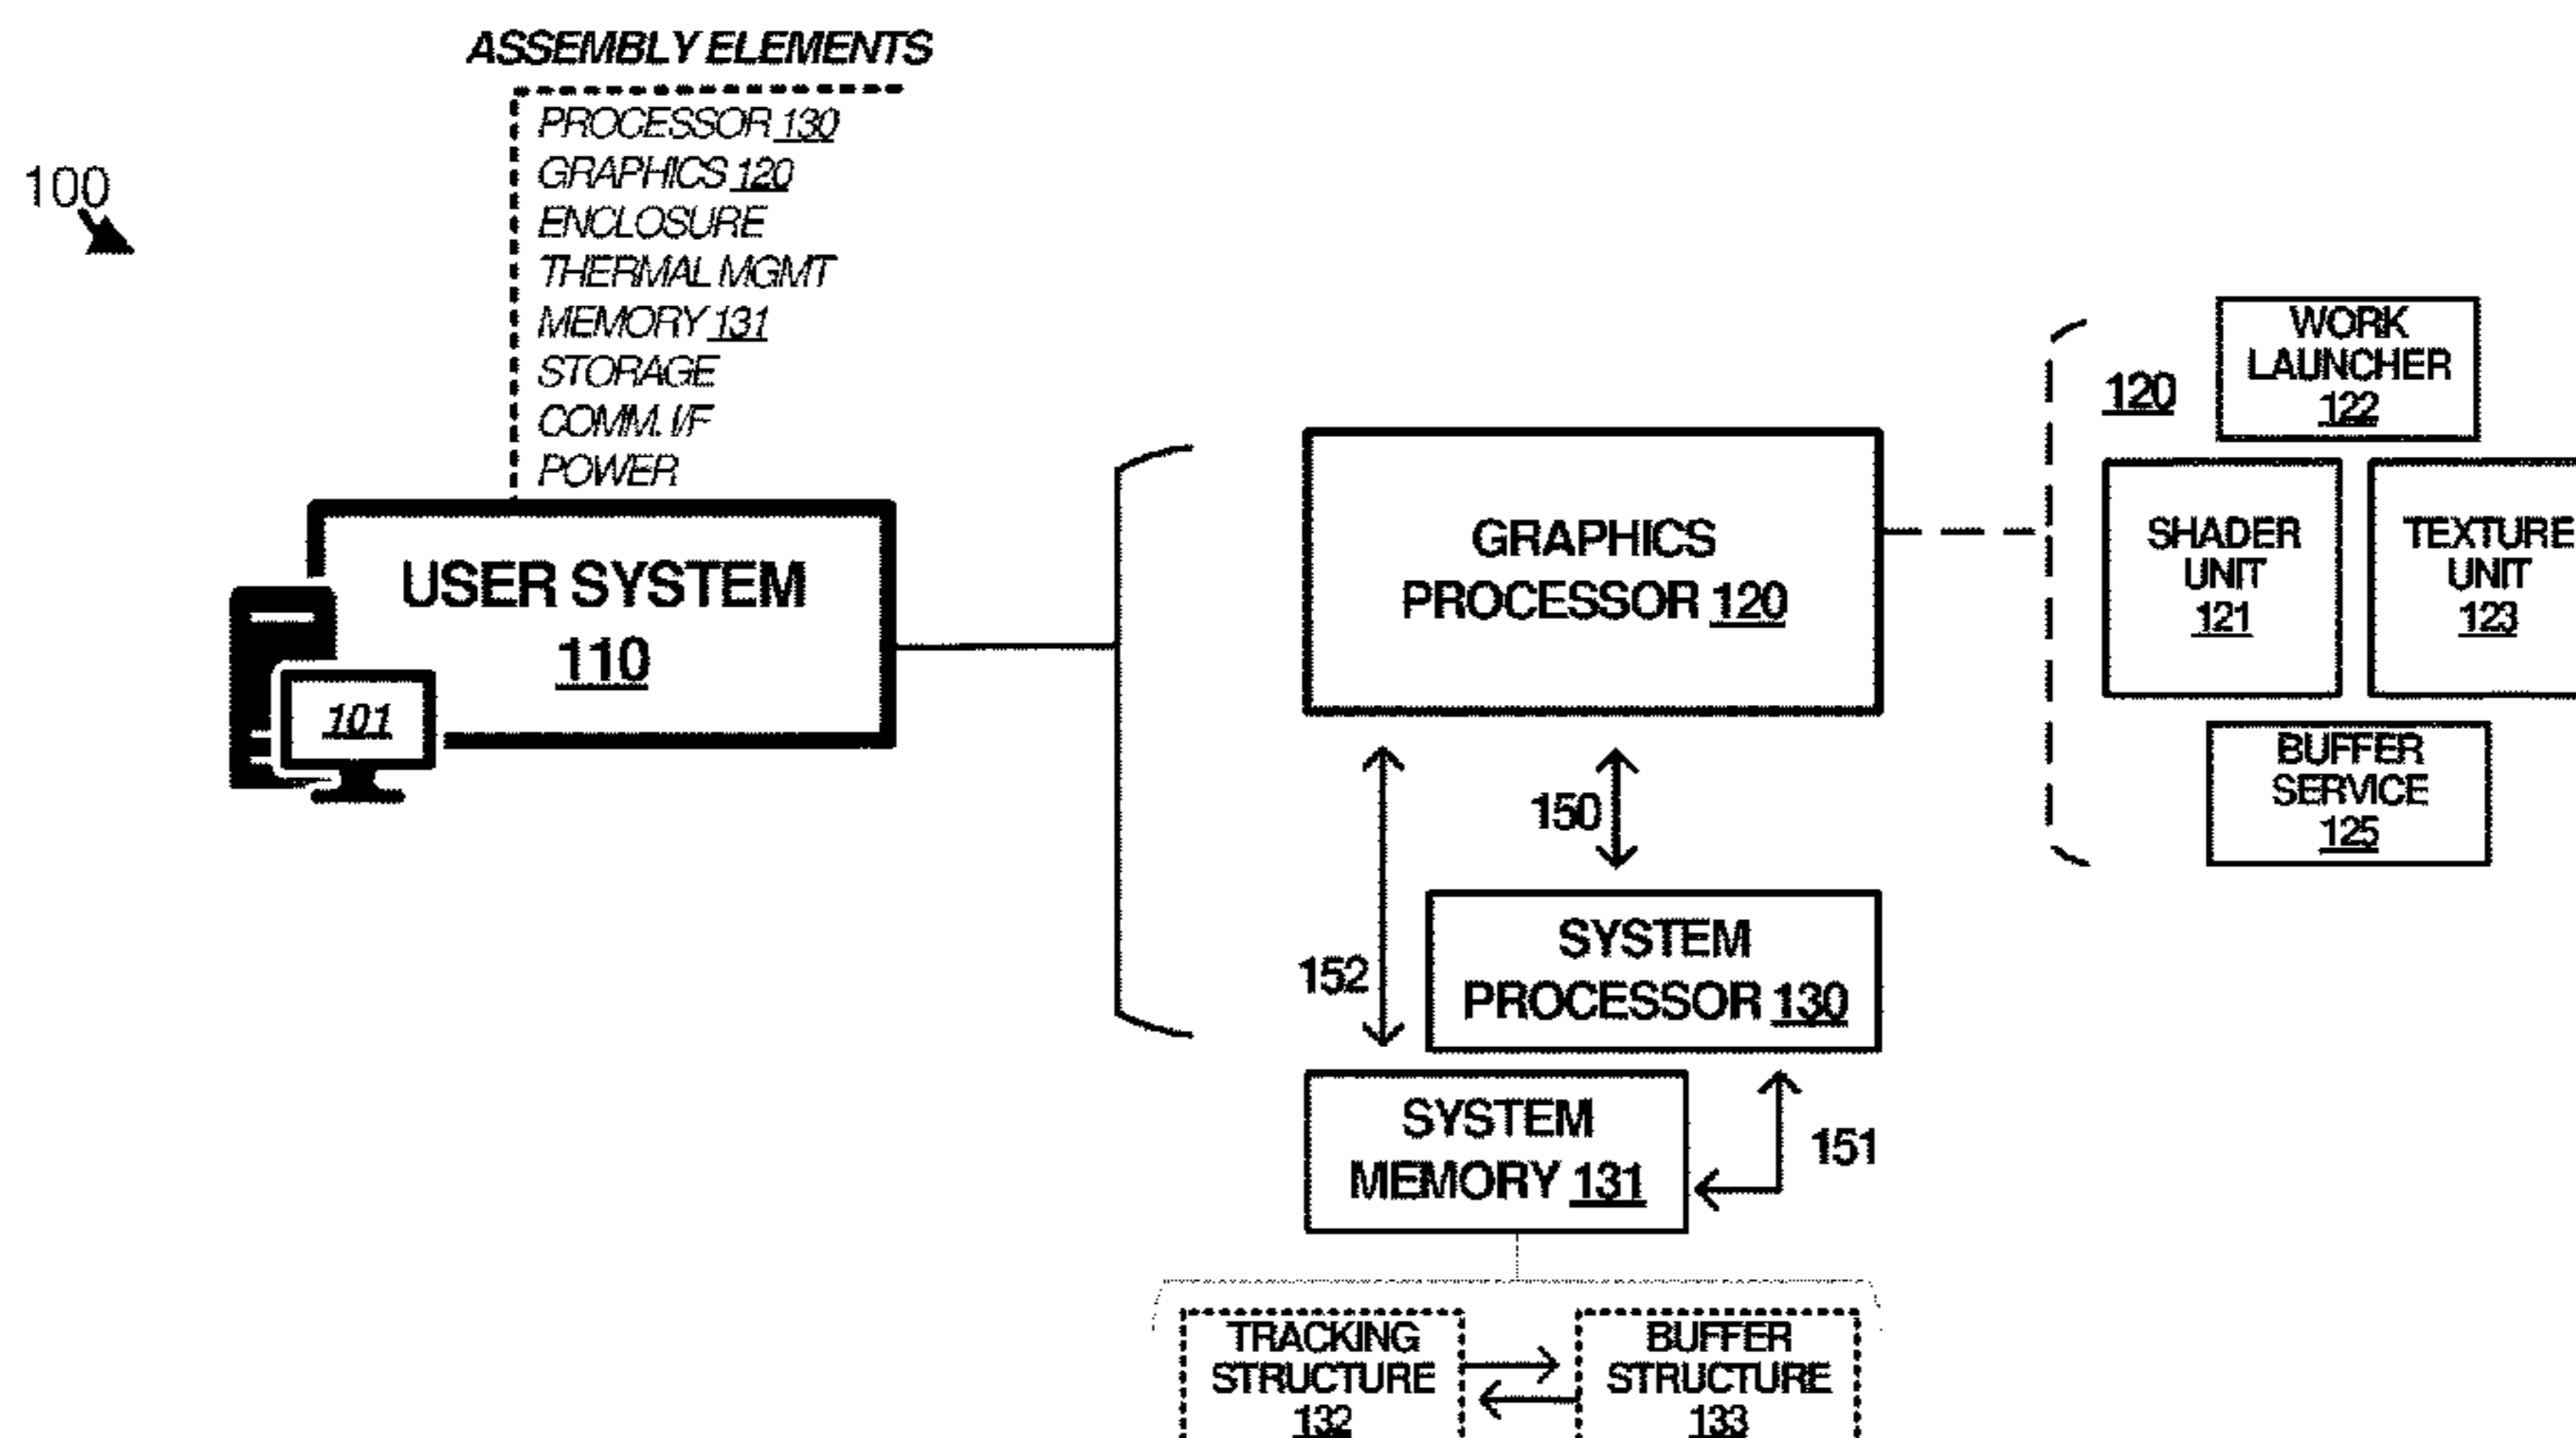 ASSEMBLY ELEMENTS
PROCESSOR 130
GRAPHICS 120
ENCLOSURE
THERMAL MGMT
MEMORY 131
STORAGE
COMM. I/F
POWER
100
USER SYSTEM
110
101
GRAPHICS
PROCESSOR 120
150
152
SYSTEM
PROCESSOR 130
SYSTEM
MEMORY 131
151
TRACKING
STRUCTURE
132
BUFFER
STRUCTURE
133
120
WORK
LAUNCHER
122
SHADER
UNIT
121
TEXTURE
UNIT
123
BUFFER
SERVICE
125